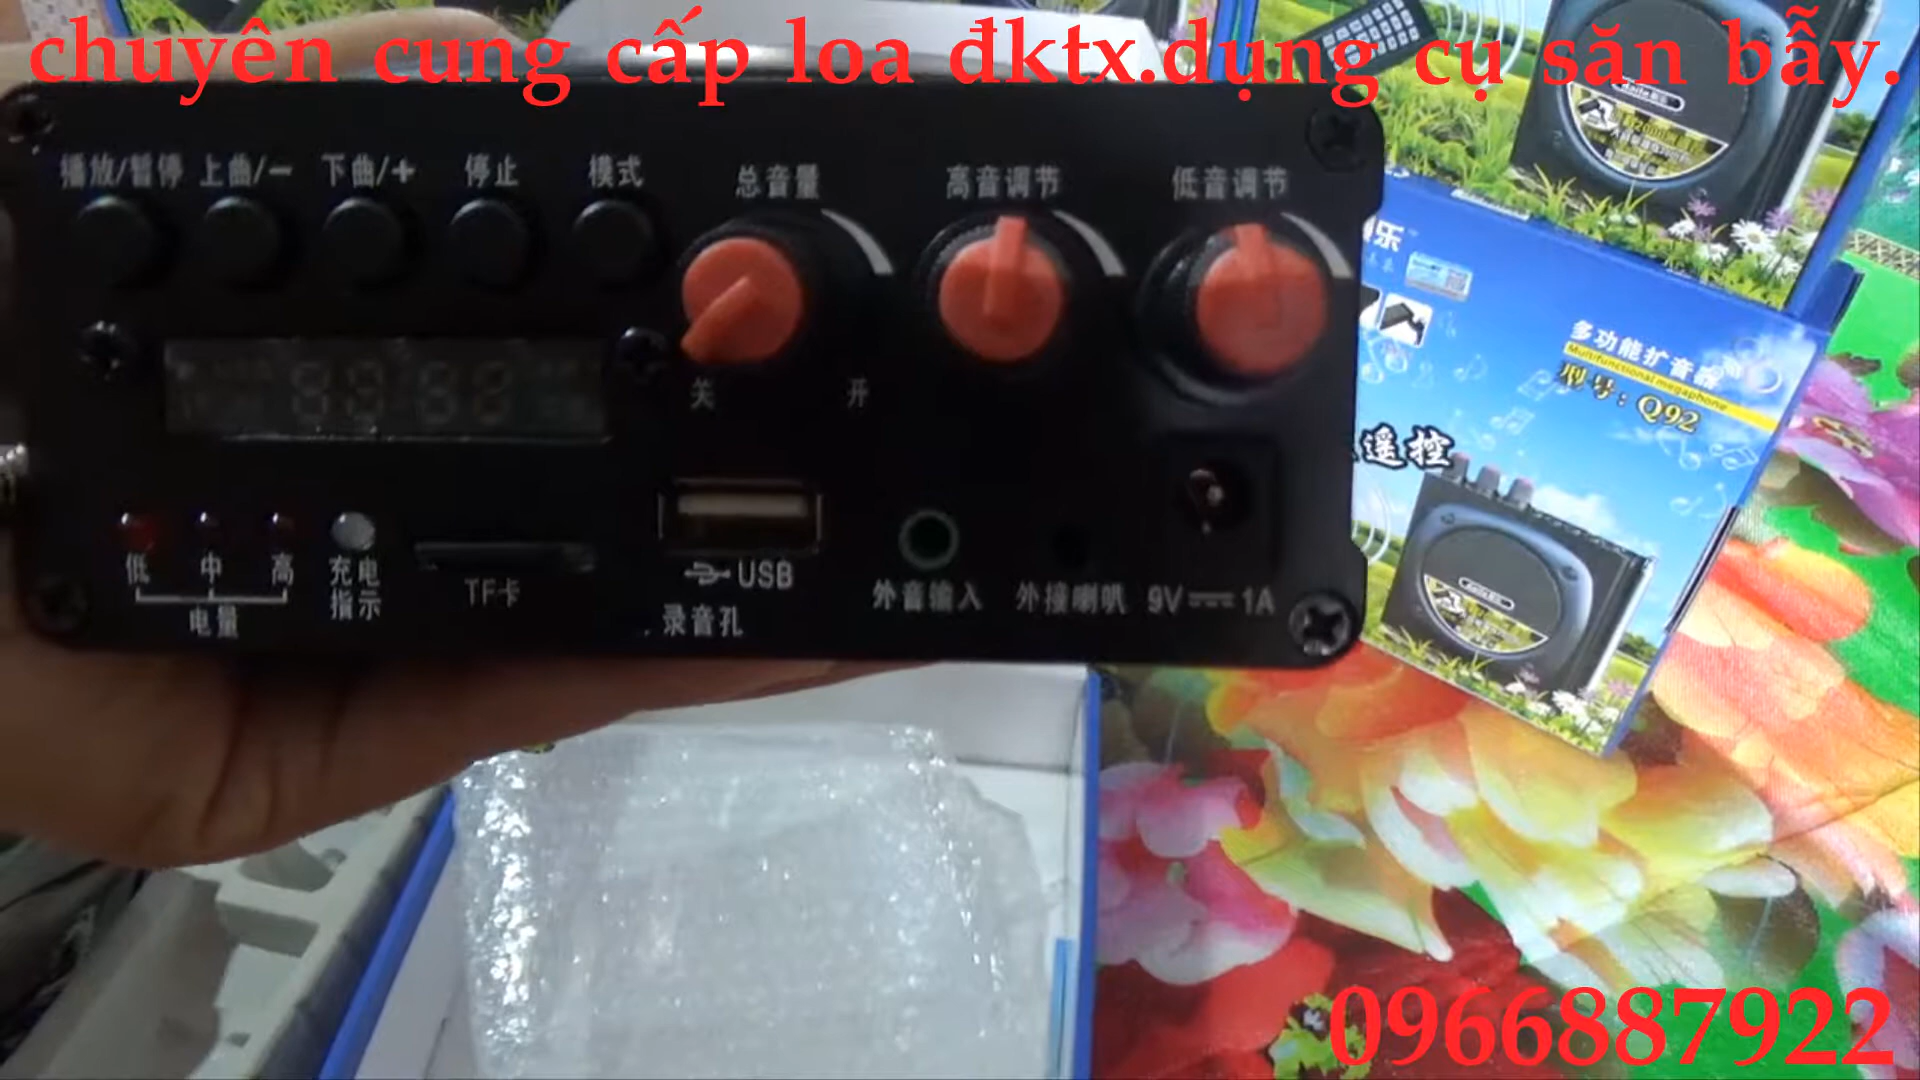 chuyên cung cấp loa đktx.dụng cụ săn bẫy.
播放/暂停 上曲/− 下曲/+ 停止 模式 总音量 高音调节 低音调节
关 开
低 中 高
电量
充电
指示
TF卡
USB
录音孔
外音输入 外接喇叭 9V 1A
乐
多功能扩音器
Multifunctional megaphone
型号：Q92
遥控
0966887922